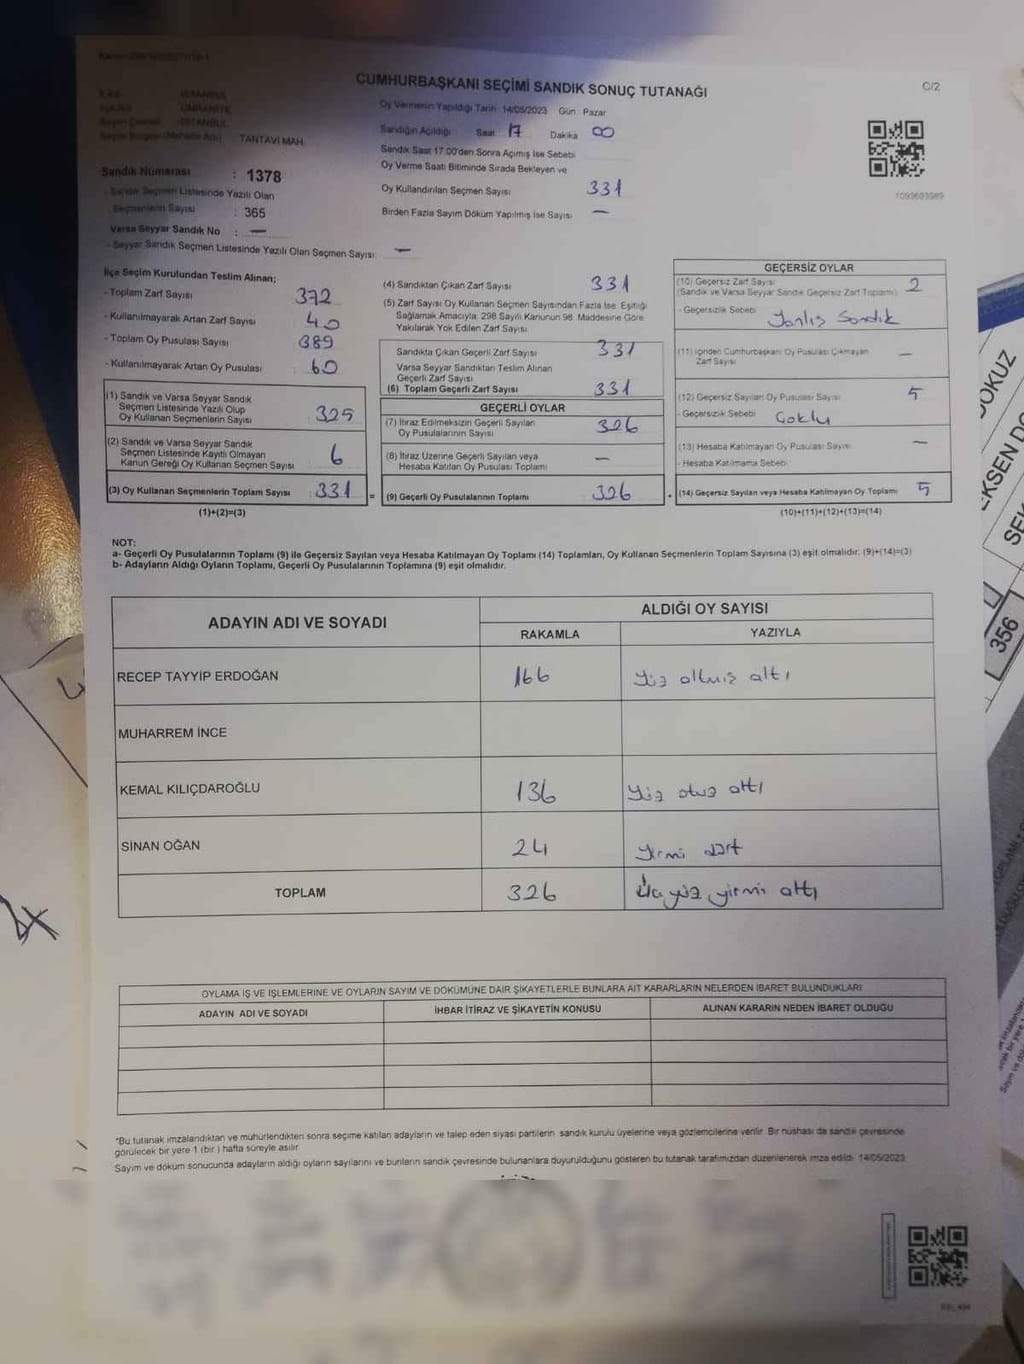 CUMHURBAŞKANI SEÇİMİ SANDIK SONUÇ TUTANAĞI
C/2
İSTANBUL
ÜMRANİYE
İSTANBUL
TANTAVİ MAH.
Oy Vermenin Yapıldığı Tarih 14/05/2023 Gün Pazar
Sandığın Açıldığı Saat 17 Dakika 00
Sandık Saat 17.00'den Sonra Açımış İse Sebebi
Oy Verme Saati Bitiminde Sırada Bekleyen ve
Oy Kullandırılan Seçmen Sayısı 331
Birden Fazla Sayım Döküm Yapılmış İse Sayısı —
1093603989
Sandık Numarası : 1378
- Sandık Seçmen Listesinde Yazılı Olan
Seçmenlerin Sayısı : 365
Varsa Seyyar Sandık No : —
- Seyyar Sandık Seçmen Listesinde Yazılı Olan Seçmen Sayısı —
İlçe Seçim Kurulundan Teslim Alınan;
- Toplam Zarf Sayısı 372
- Kullanılmayarak Artan Zarf Sayısı : 40
- Toplam Oy Pusulası Sayısı : 389
- Kullanılmayarak Artan Oy Pusulası : 60
(1) Sandık ve Varsa Seyyar Sandık
Seçmen Listesinde Yazılı Olup
Oy Kullanan Seçmenlerin Sayısı : 325
(2) Sandık ve Varsa Seyyar Sandık
Seçmen Listesinde Kayıtlı Olmayan
Kanun Gereği Oy Kullanan Seçmen Sayısı 6
(3) Oy Kullanan Seçmenlerin Toplam Sayısı : 331
(1)+(2)=(3)
=
(4) Sandıktan Çıkan Zarf Sayısı 331
(5) Zarf Sayısı Oy Kullanan Seçmen Sayısından Fazla İse, Eşitliği
Sağlamak Amacıyla; 298 Sayılı Kanunun 98. Maddesine Göre
Yakılarak Yok Edilen Zarf Sayısı
Sandıkta Çıkan Geçerli Zarf Sayısı 331
Varsa Seyyar Sandıktan Teslim Alınan
Geçerli Zarf Sayısı
(6) Toplam Geçerli Zarf Sayısı 331
GEÇERLİ OYLAR
(7) İtiraz Edilmeksizin Geçerli Sayılan
Oy Pusulalarının Sayısı 326
(8) İtiraz Üzerine Geçerli Sayılan veya
Hesaba Katılan Oy Pusulası Toplamı —
(9) Geçerli Oy Pusulalarının Toplamı 326
+
GEÇERSİZ OYLAR
(10) Geçersiz Zarf Sayısı 2
(Sandık ve Varsa Seyyar Sandık Geçersiz Zarf Toplamı)
- Geçersizlik Sebebi Yanlış Sandık
(11) İçinden Cumhurbaşkanı Oy Pusulası Çıkmayan
Zarf Sayısı —
(12) Geçersiz Sayılan Oy Pusulası Sayısı 5
- Geçersizlik Sebebi Çoklu
(13) Hesaba Katılmayan Oy Pusulası Sayısı —
- Hesaba Katılmama Sebebi
(14) Geçersiz Sayılan veya Hesaba Katılmayan Oy Toplamı 5
(10)+(11)+(12)+(13)=(14)
NOT:
a- Geçerli Oy Pusulalarının Toplamı (9) ile Geçersiz Sayılan veya Hesaba Katılmayan Oy Toplamı (14) Toplamları, Oy Kullanan Seçmenlerin Toplam Sayısına (3) eşit olmalıdır. (9)+(14)=(3)
b- Adayların Aldığı Oyların Toplamı, Geçerli Oy Pusulalarının Toplamına (9) eşit olmalıdır.
ADAYIN ADI VE SOYADI
ALDIĞI OY SAYISI
RAKAMLA YAZIYLA
RECEP TAYYİP ERDOĞAN 166 Yüz altmış altı
MUHARREM İNCE
KEMAL KILIÇDAROĞLU 136 Yüz otuz altı
SİNAN OĞAN 24 Yirmi dört
TOPLAM 326 Üçyüz yirmi altı
OYLAMA İŞ VE İŞLEMLERİNE VE OYLARIN SAYIM VE DÖKÜMÜNE DAİR ŞİKAYETLERLE BUNLARA AİT KARARLARIN NELERDEN İBARET BULUNDUKLARI
ADAYIN ADI VE SOYADI İHBAR İTİRAZ VE ŞİKAYETİN KONUSU ALINAN KARARIN NEDEN İBARET OLDUĞU
*Bu tutanak imzalandıktan ve mühürlendikten sonra seçime katılan adayların ve talep eden siyasi partilerin sandık kurulu üyelerine veya gözlemcilerine verilir. Bir nüshası da sandık çevresinde
görülecek bir yere 1 (bir) hafta süreyle asılır.
Sayım ve döküm sonucunda adayların aldığı oyların sayılarını ve bunların sandık çevresinde bulunanlara duyurulduğunu gösteren bu tutanak tarafımızdan düzenlenerek imza edildi. 14/05/2023
DOKUZ
356